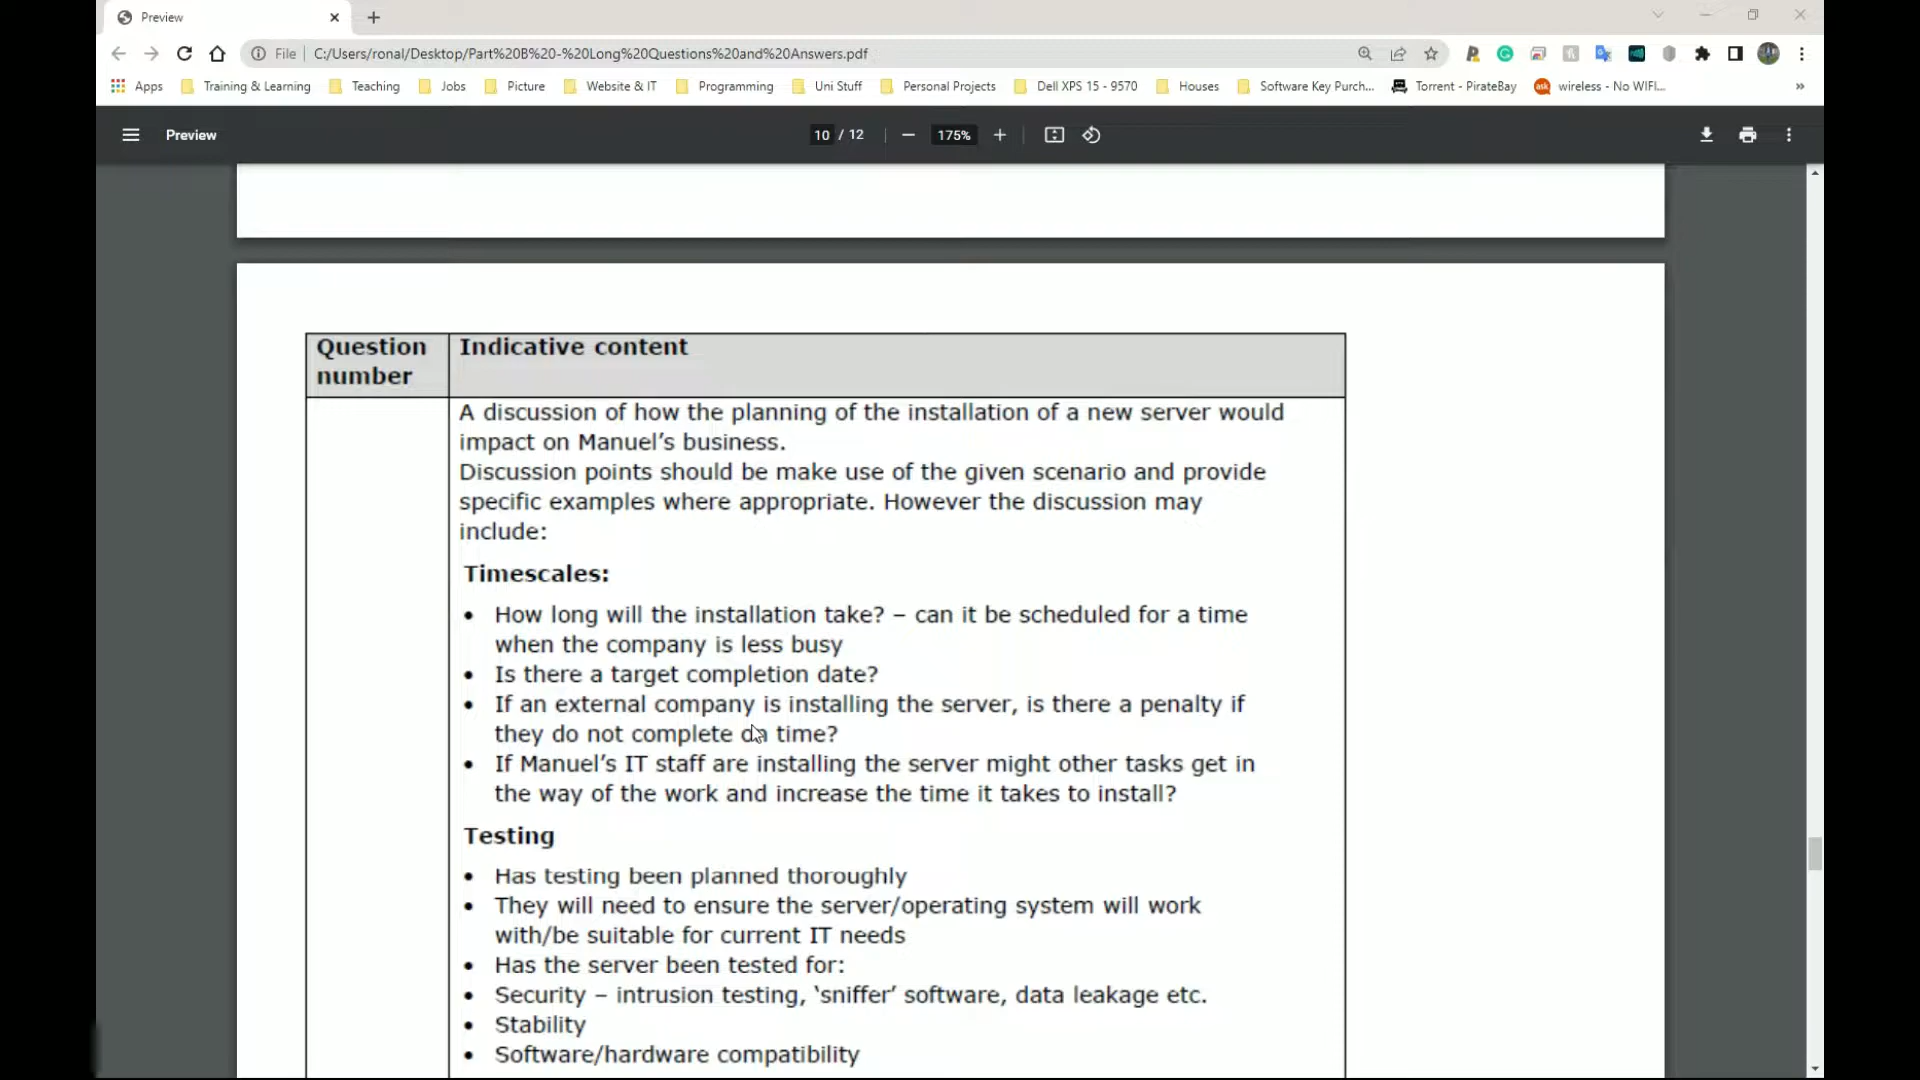 Preview
File
C:/Users/ronal/Desktop/Part%20B%20-%20Long%20Questions%20and%20Answers.pdf
Apps Training & Learning Teaching Jobs Picture Website & IT Programming Uni Stuff Personal Projects Dell XPS 15 - 9570 Houses Software Key Purch... Torrent - PirateBay ask wireless - No WIFI... »
Preview 10 / 12 175%
Question number
Indicative content
A discussion of how the planning of the installation of a new server would
impact on Manuel's business.
Discussion points should be make use of the given scenario and provide
specific examples where appropriate. However the discussion may
include:
Timescales:
• How long will the installation take? – can it be scheduled for a time
when the company is less busy
• Is there a target completion date?
• If an external company is installing the server, is there a penalty if
they do not complete on time?
• If Manuel's IT staff are installing the server might other tasks get in
the way of the work and increase the time it takes to install?
Testing
• Has testing been planned thoroughly
• They will need to ensure the server/operating system will work
with/be suitable for current IT needs
• Has the server been tested for:
• Security – intrusion testing, 'sniffer' software, data leakage etc.
• Stability
• Software/hardware compatibility